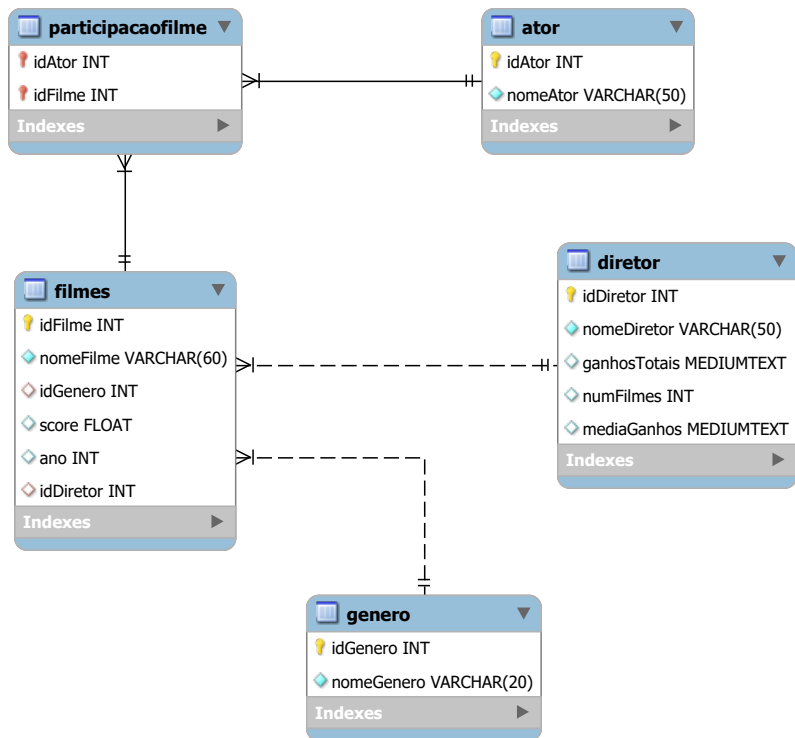 participacaofilme
idAtor INT
idFilme INT
Indexes
ator
idAtor INT
nomeAtor VARCHAR(50)
Indexes
filmes
idFilme INT
nomeFilme VARCHAR(60)
idGenero INT
score FLOAT
ano INT
idDiretor INT
Indexes
diretor
idDiretor INT
nomeDiretor VARCHAR(50)
ganhosTotais MEDIUMTEXT
numFilmes INT
mediaGanhos MEDIUMTEXT
Indexes
genero
idGenero INT
nomeGenero VARCHAR(20)
Indexes